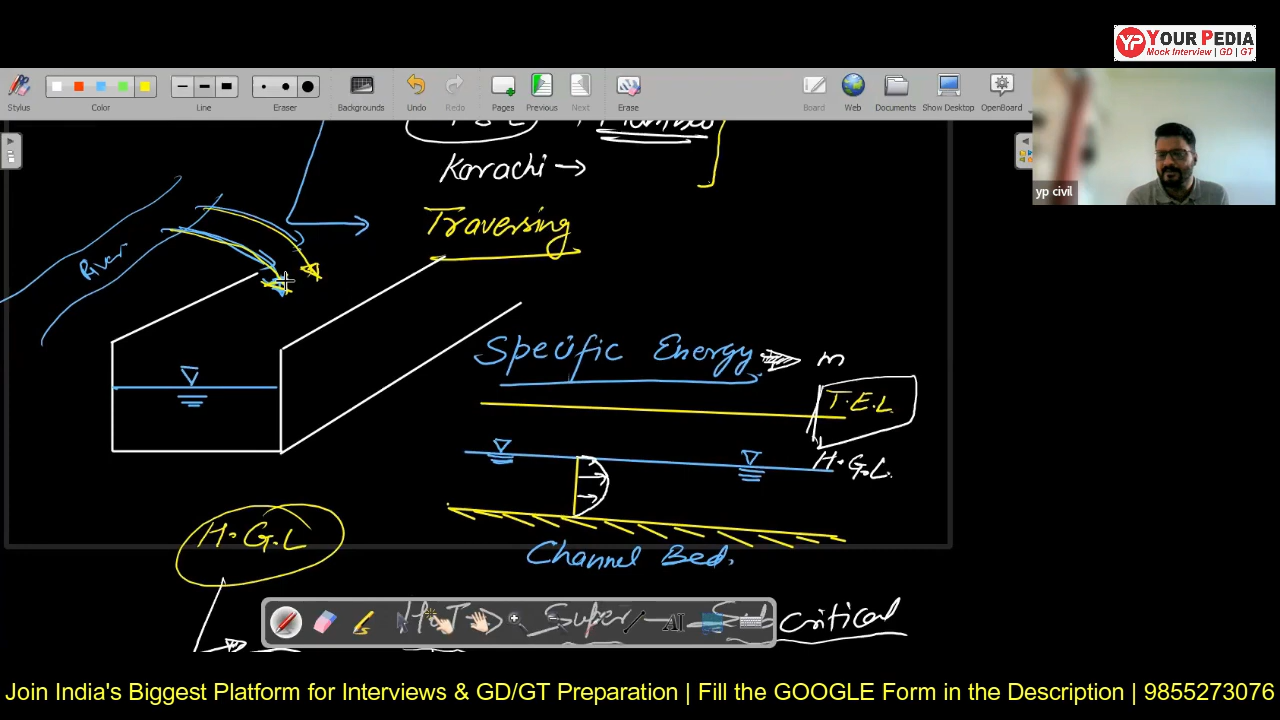 YOUR PEDIA
Mock Interview | GD | GT
Stylus
Color
Line
Eraser
Backgrounds
Undo
Redo
Pages
Previous
Next
Erase
Board
Web
Documents
Show Desktop
OpenBoard
yp civil
Karachi →
Traversing
River
Specific Energy
m
T.E.L
H.G.L.
H.G.L
Channel Bed.
Super
Sub critical
Join India's Biggest Platform for Interviews & GD/GT Preparation | Fill the GOOGLE Form in the Description | 9855273076